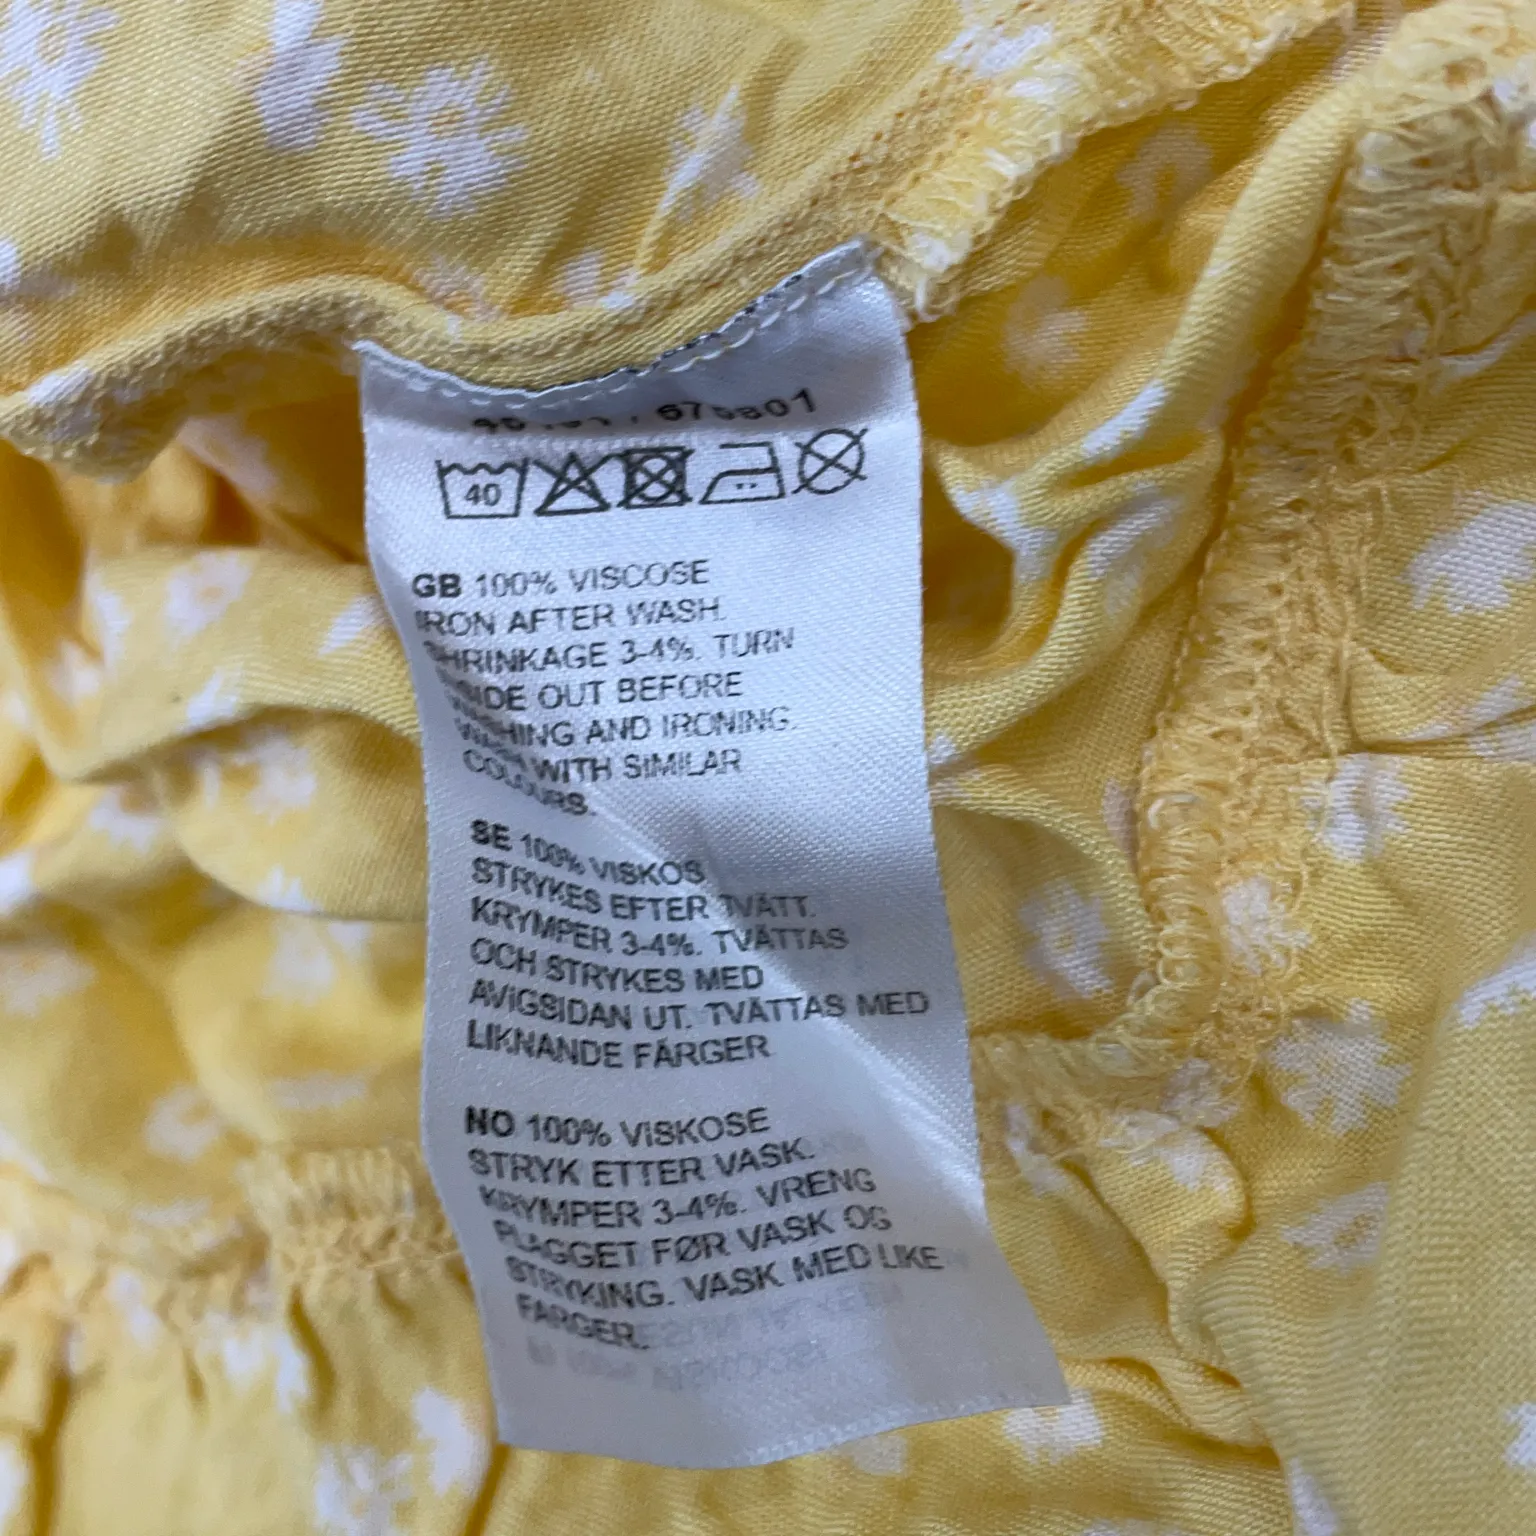 40
GB 100% VISCOSE
IRON AFTER WASH.
SHRINKAGE 3-4%. TURN
INSIDE OUT BEFORE
WASHING AND IRONING.
WASH WITH SIMILAR
COLOURS.
SE 100% VISKOS
STRYKES EFTER TVÄTT.
KRYMPER 3-4%. TVÄTTAS
OCH STRYKES MED
AVIGSIDAN UT. TVÄTTAS MED
LIKNANDE FÄRGER
NO 100% VISKOSE
STRYK ETTER VASK.
KRYMPER 3-4%. VRENG
PLAGGET FØR VASK OG
STRYKING. VASK MED LIKE
FARGER.